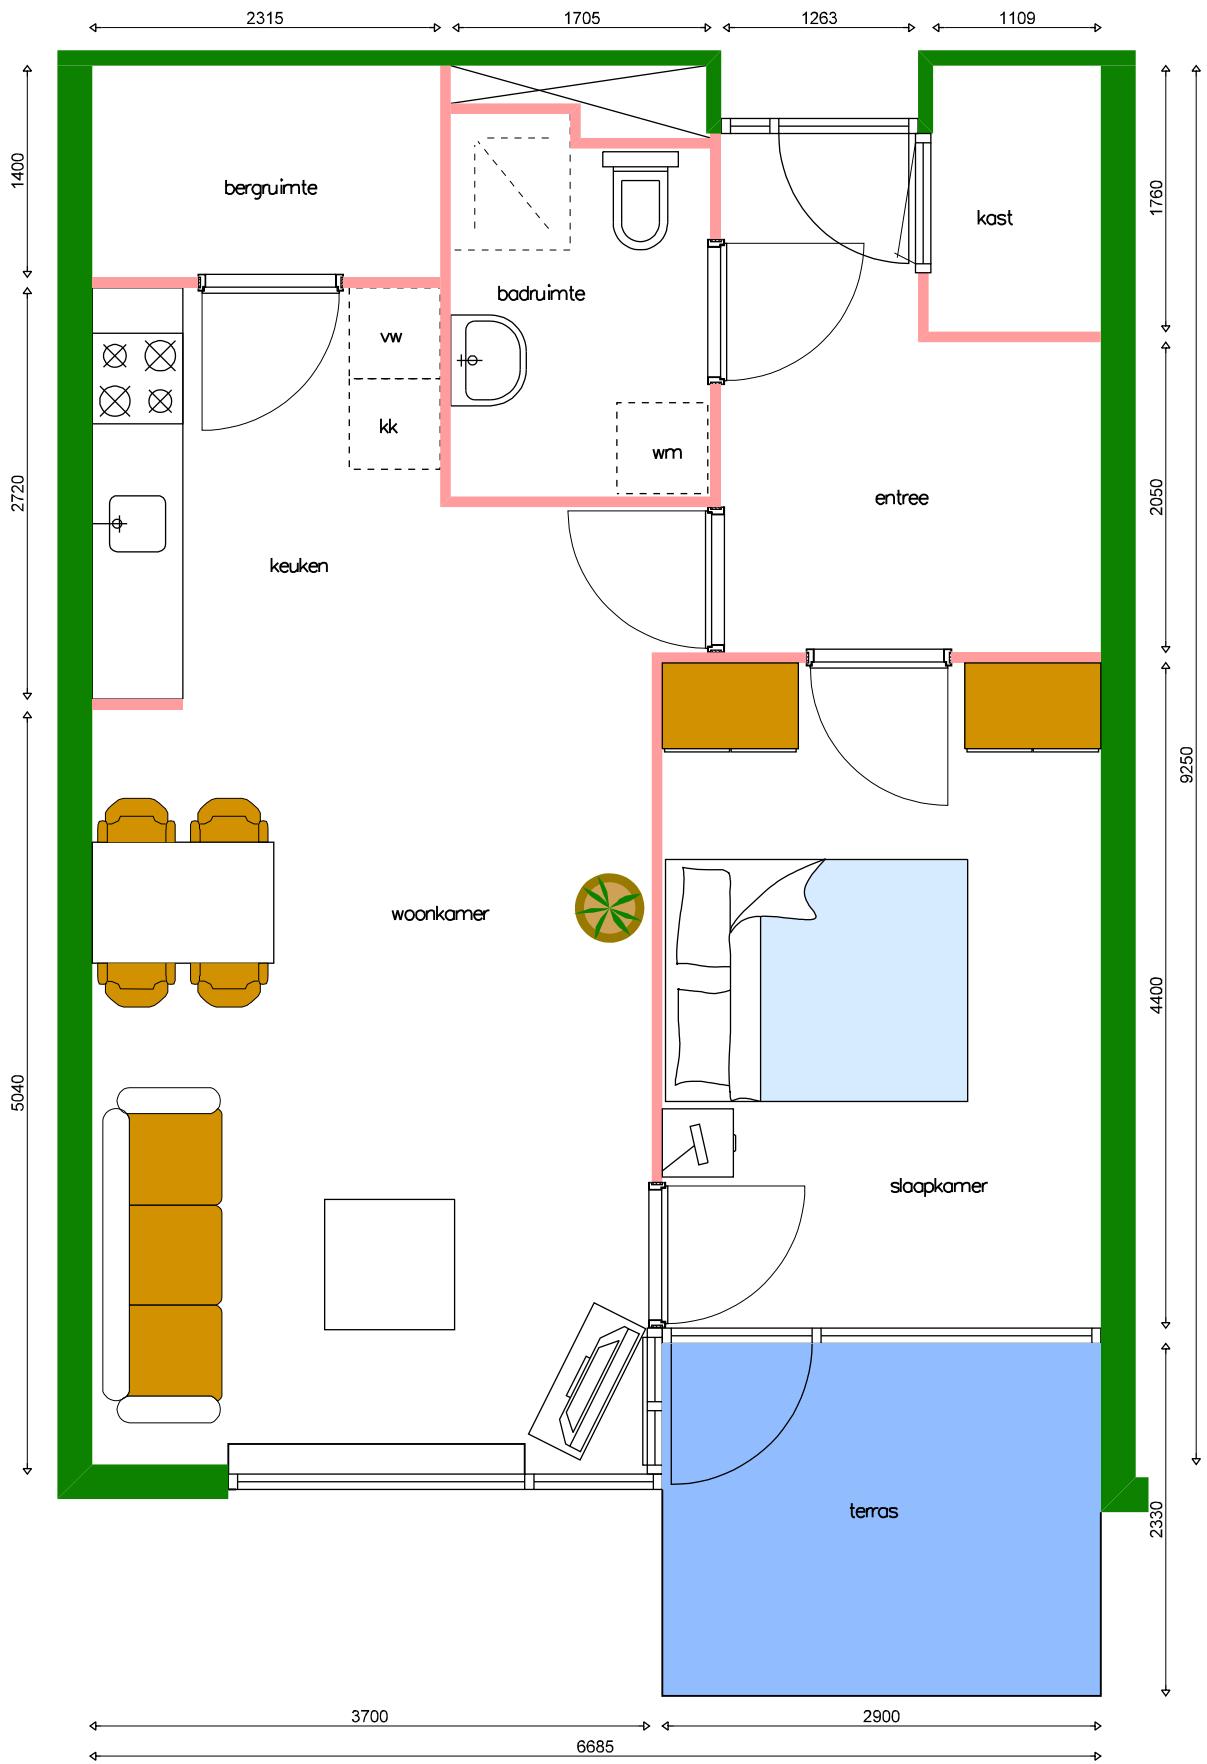 2315
1705
1263
1109
1400
bergruimte
1760
kast
badruimte
vw
kk
wm
2720
keuken
entree
2050
9250
woonkamer
4400
5040
slaapkamer
terras
2330
3700
2900
6685